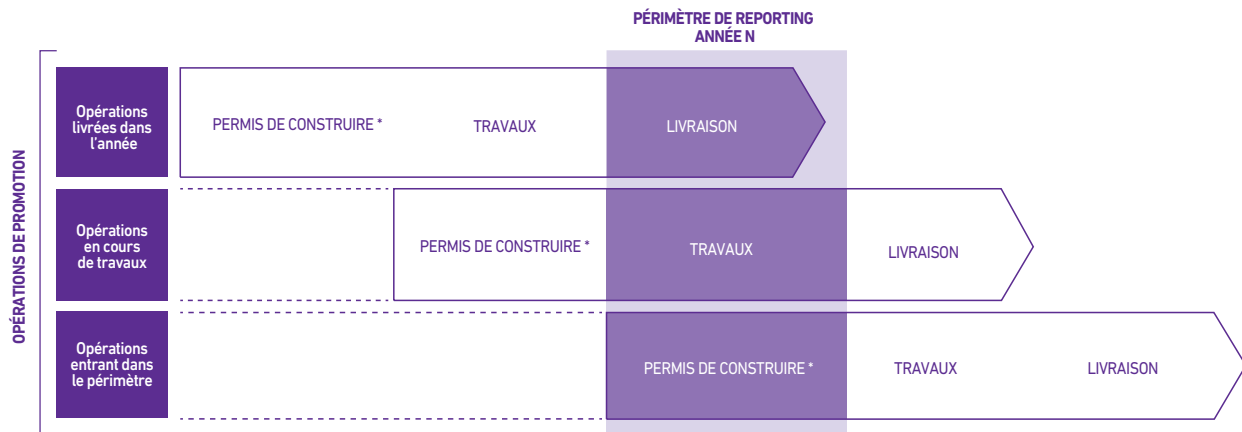 PÉRIMÈTRE DE REPORTING
ANNÉE N
OPÉRATIONS DE PROMOTION
Opérations
livrées dans
l'année
PERMIS DE CONSTRUIRE *
TRAVAUX
LIVRAISON
Opérations
en cours
de travaux
PERMIS DE CONSTRUIRE *
TRAVAUX
LIVRAISON
Opérations
entrant dans
le périmètre
PERMIS DE CONSTRUIRE *
TRAVAUX
LIVRAISON